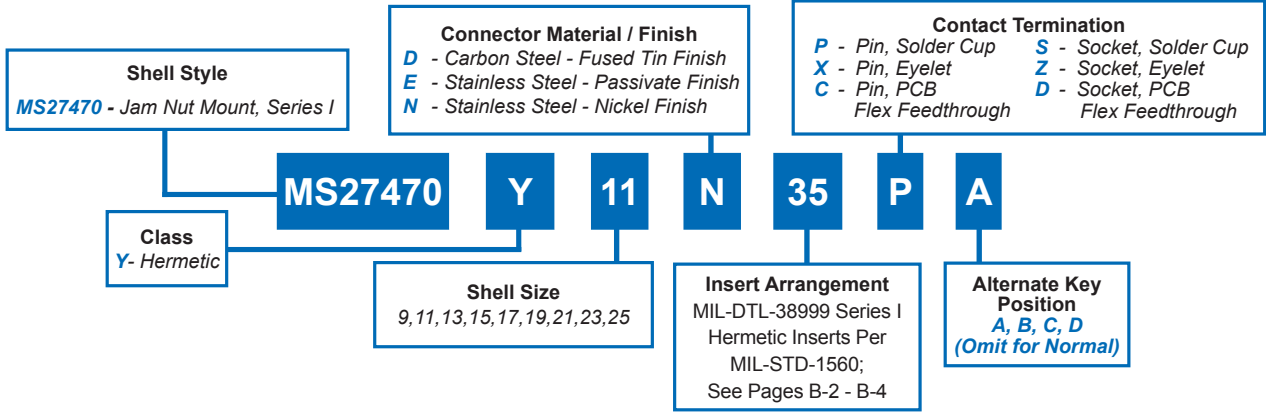 Shell Style
MS27470 - Jam Nut Mount, Series I
Connector Material / Finish
D - Carbon Steel - Fused Tin Finish
E - Stainless Steel - Passivate Finish
N - Stainless Steel - Nickel Finish
Contact Termination
P - Pin, Solder Cup
X - Pin, Eyelet
C - Pin, PCB
Flex Feedthrough
S - Socket, Solder Cup
Z - Socket, Eyelet
D - Socket, PCB
Flex Feedthrough
MS27470 Y 11 N 35 P A
Class
Y- Hermetic
Shell Size
9,11,13,15,17,19,21,23,25
Insert Arrangement
MIL-DTL-38999 Series I
Hermetic Inserts Per
MIL-STD-1560;
See Pages B-2 - B-4
Alternate Key
Position
A, B, C, D
(Omit for Normal)